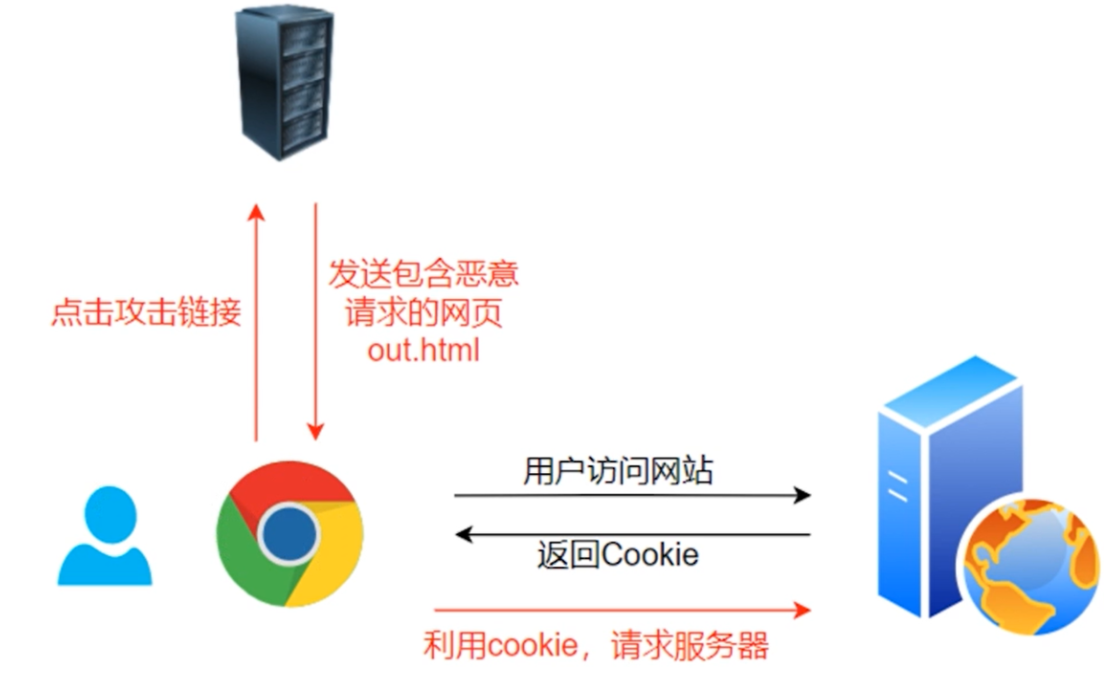 点击攻击链接
发送包含恶意
请求的网页
out.html
用户访问网站
返回Cookie
利用cookie，请求服务器